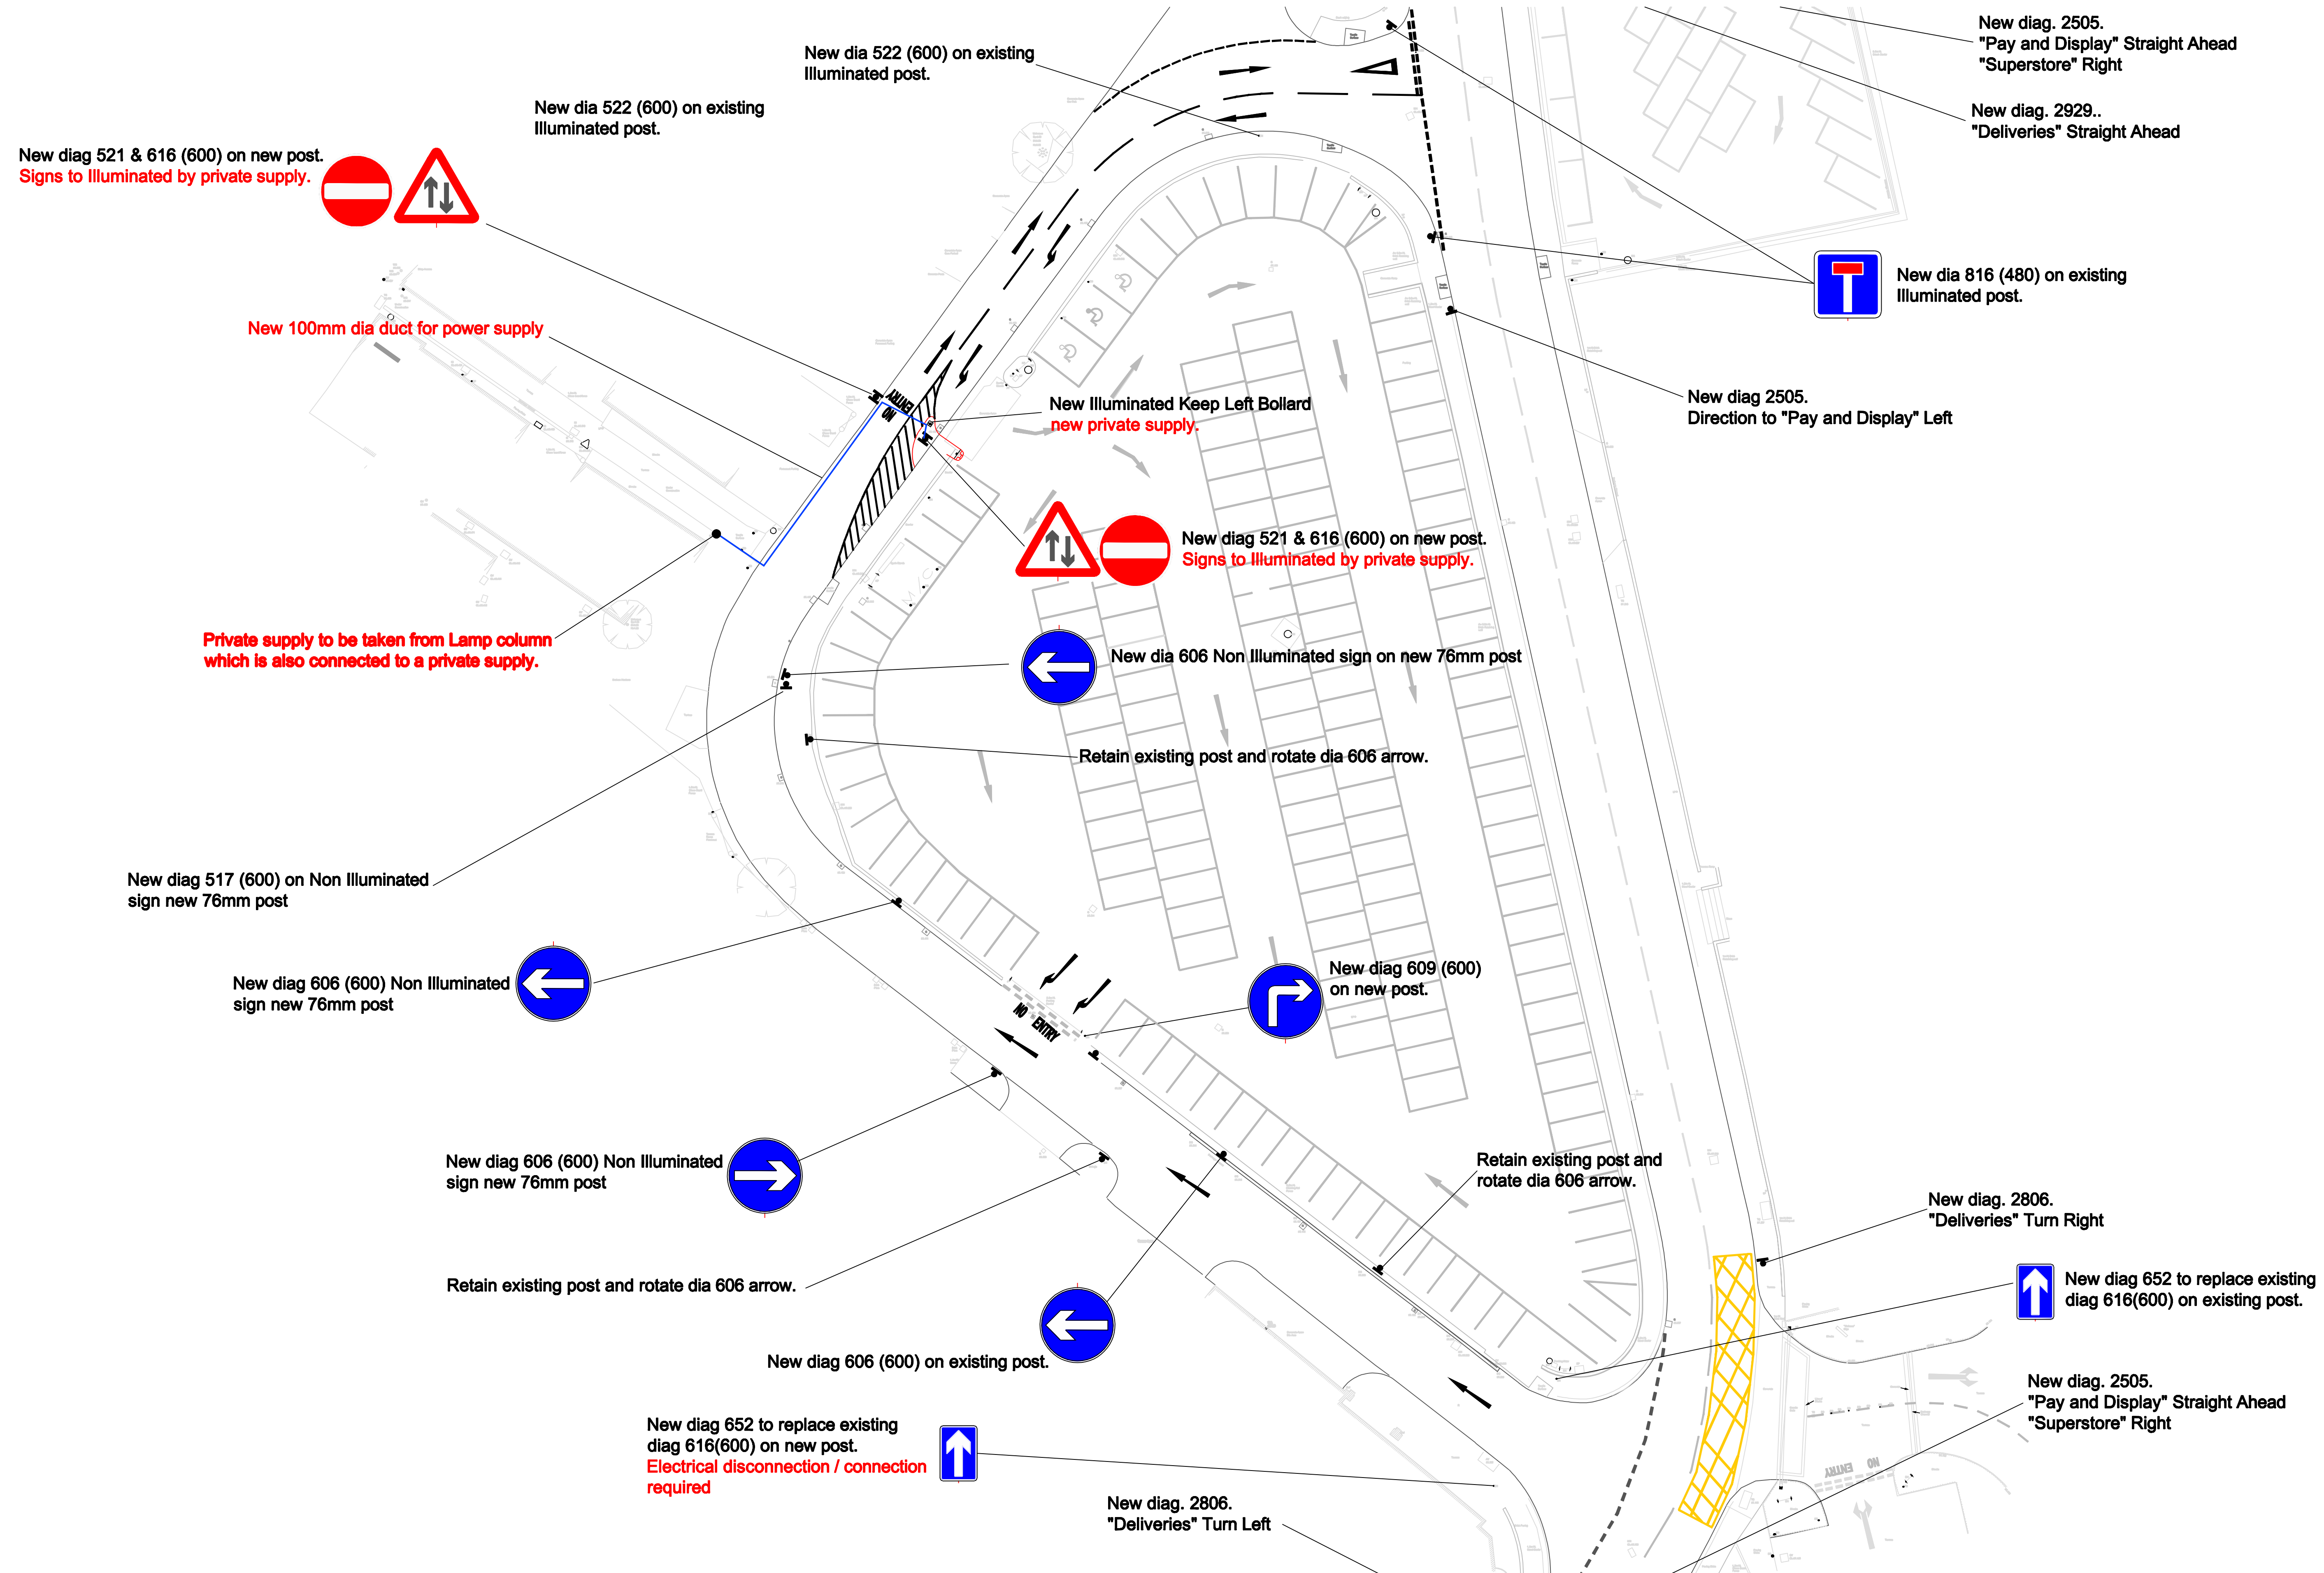 New diag. 2505.
"Pay and Display" Straight Ahead
"Superstore" Right
New dia 522 (600) on existing
Illuminated post.
New dia 522 (600) on existing
Illuminated post.
New diag. 2929..
"Deliveries" Straight Ahead
New diag 521 & 616 (600) on new post.
Signs to Illuminated by private supply.
New dia 816 (480) on existing
Illuminated post.
New 100mm dia duct for power supply
NO
ENTRY
New Illuminated Keep Left Bollard
new private supply.
New diag 2505.
Direction to "Pay and Display" Left
New diag 521 & 616 (600) on new post.
Signs to Illuminated by private supply.
Private supply to be taken from Lamp column
which is also connected to a private supply.
New dia 606 Non Illuminated sign on new 76mm post
Retain existing post and rotate dia 606 arrow.
New diag 517 (600) on Non Illuminated
sign new 76mm post
New diag 606 (600) Non Illuminated
sign new 76mm post
New diag 609 (600)
on new post.
NO ENTRY
New diag 606 (600) Non Illuminated
sign new 76mm post
Retain existing post and
rotate dia 606 arrow.
New diag. 2806.
"Deliveries" Turn Right
Retain existing post and rotate dia 606 arrow.
New diag 652 to replace existing
diag 616(600) on existing post.
New diag 606 (600) on existing post.
New diag. 2505.
"Pay and Display" Straight Ahead
"Superstore" Right
New diag 652 to replace existing
diag 616(600) on new post.
Electrical disconnection / connection
required
NO ENTRY
New diag. 2806.
"Deliveries" Turn Left